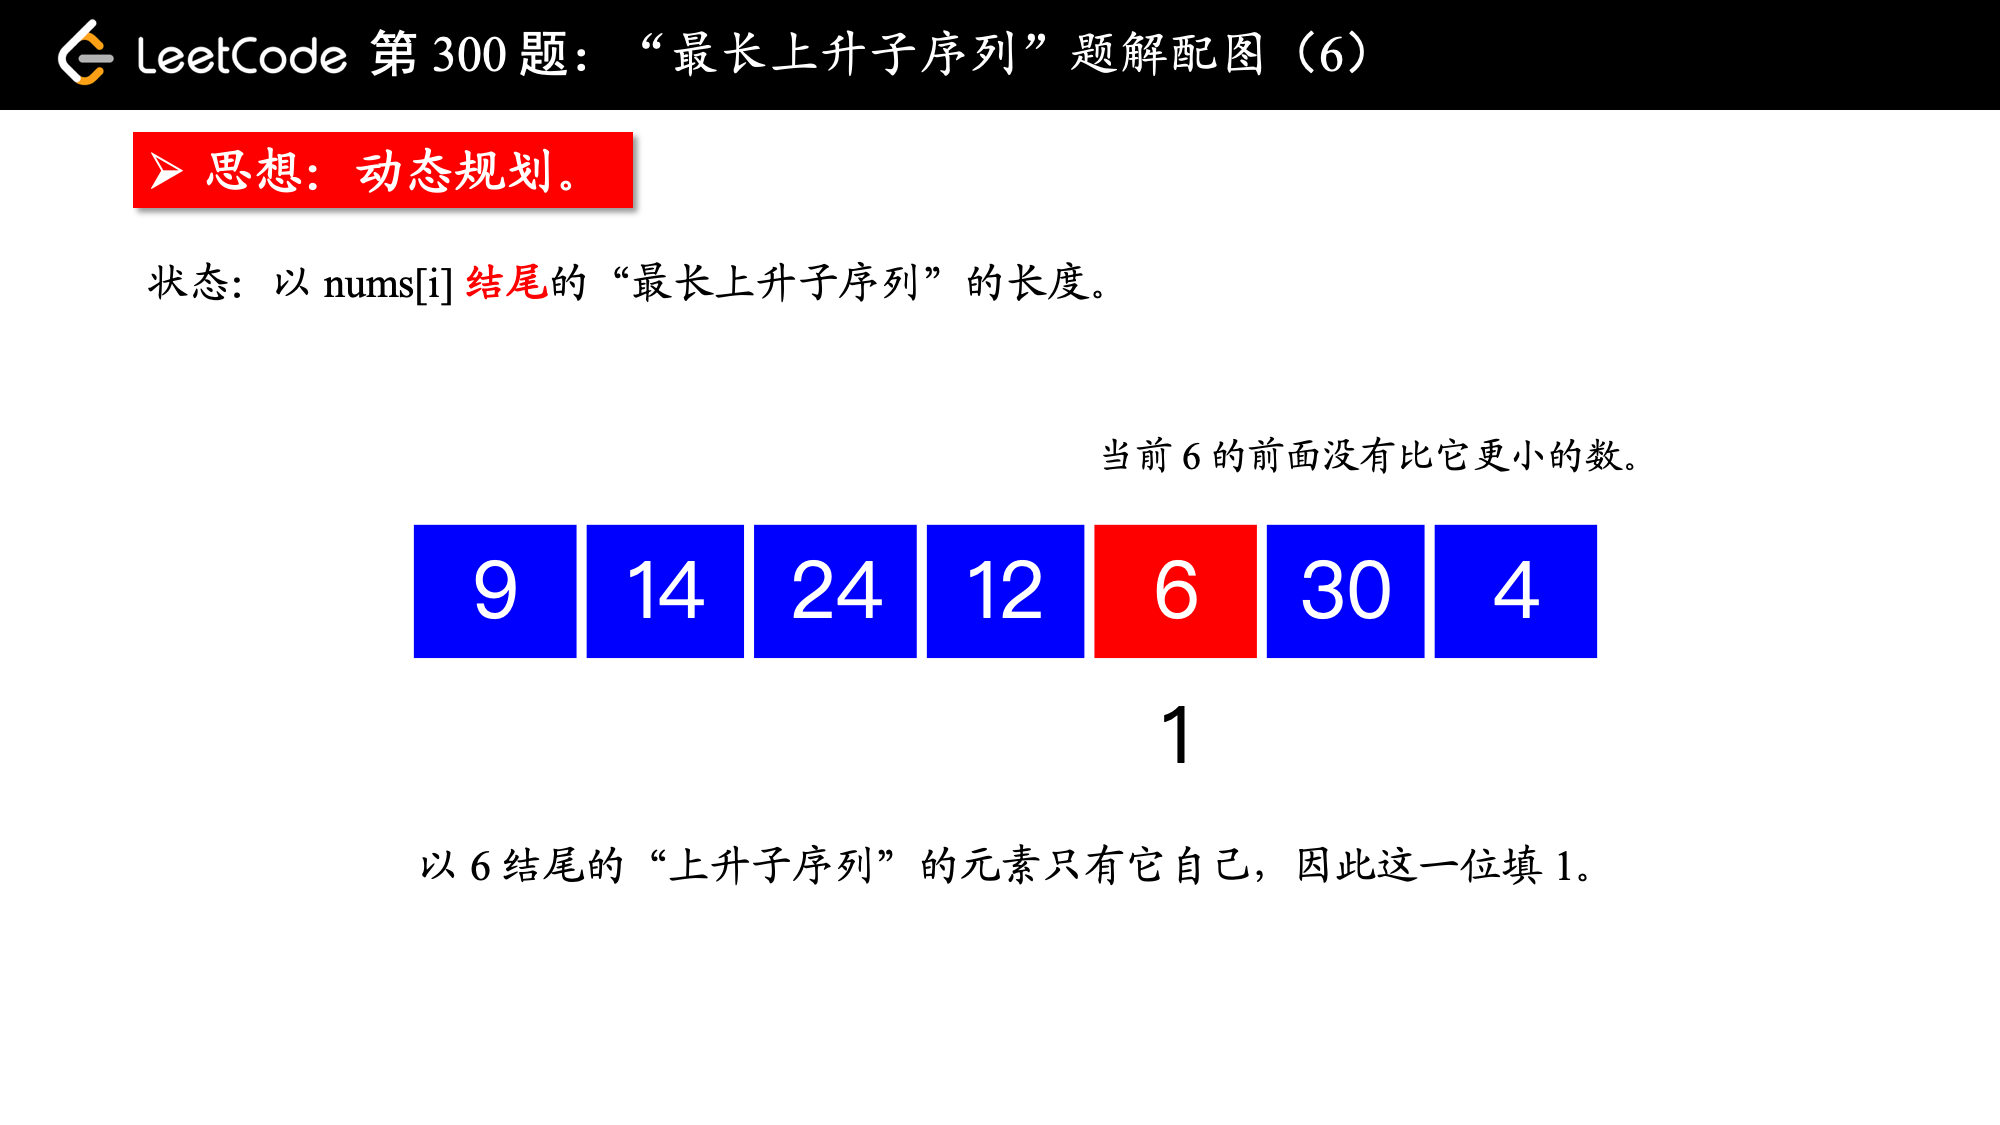 LeetCode 第 300 题：“最长上升子序列”题解配图（6）
➢ 思想：动态规划。
状态：以 nums[i] 结尾的“最长上升子序列”的长度。
当前 6 的前面没有比它更小的数。
9 14 24 12 6 30 4
1
以 6 结尾的“上升子序列”的元素只有它自己，因此这一位填 1。